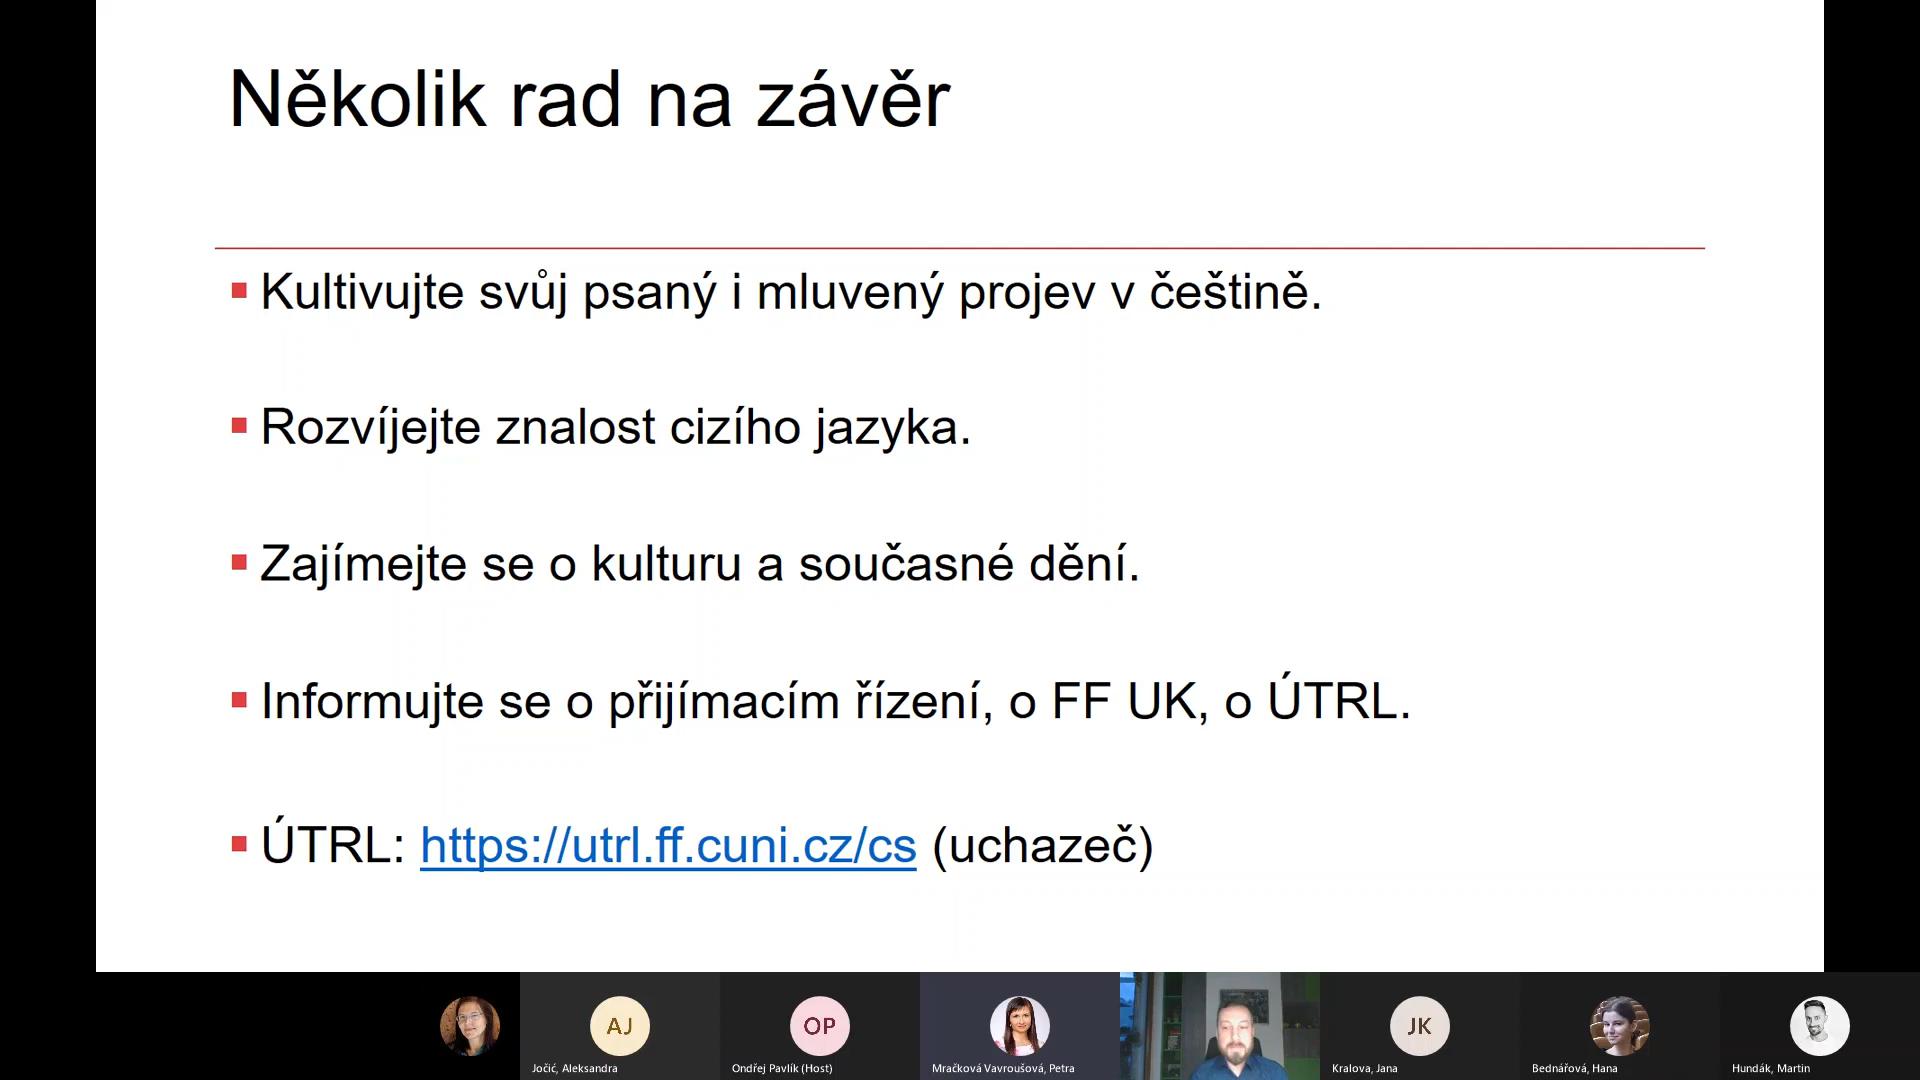 Několik rad na závěr
Kultivujte svůj psaný i mluvený projev v češtině.
Rozvíjejte znalost cizího jazyka.
Zajímejte se o kulturu a současné dění.
Informujte se o přijímacím řízení, o FF UK, o ÚTRL.
ÚTRL: https://utrl.ff.cuni.cz/cs (uchazeč)
AJ
OP
JK
Jočić, Aleksandra
Ondřej Pavlík (Host)
Mračková Vavroušová, Petra
Kralova, Jana
Bednářová, Hana
Hundák, Martin